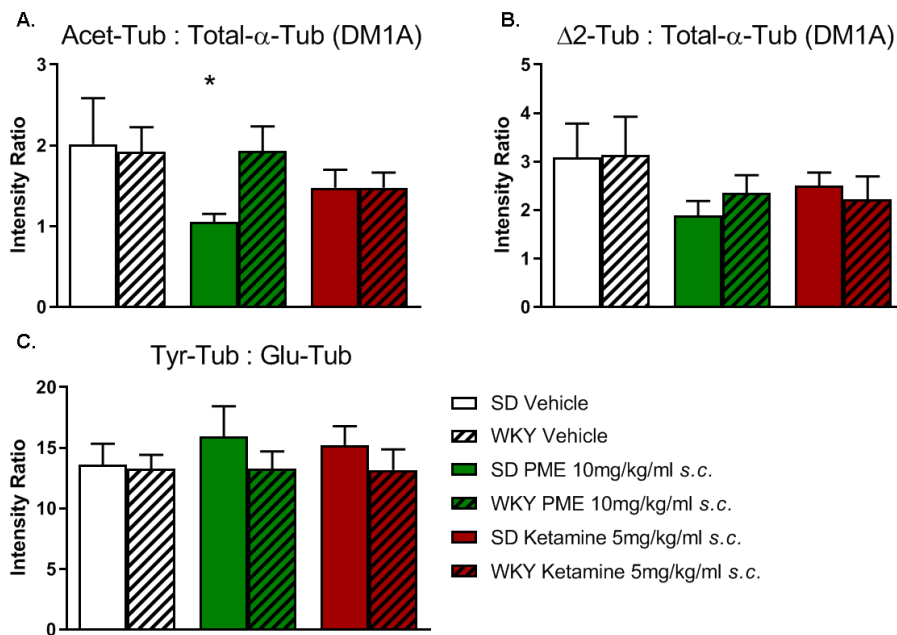 A.
Acet-Tub : Total-α-Tub (DM1A)
Intensity Ratio
3
2
1
0
*
B.
Δ2-Tub : Total-α-Tub (DM1A)
Intensity Ratio
5
4
3
2
1
0
C.
Tyr-Tub : Glu-Tub
Intensity Ratio
20
15
10
5
0
SD Vehicle
WKY Vehicle
SD PME 10mg/kg/ml s.c.
WKY PME 10mg/kg/ml s.c.
SD Ketamine 5mg/kg/ml s.c.
WKY Ketamine 5mg/kg/ml s.c.